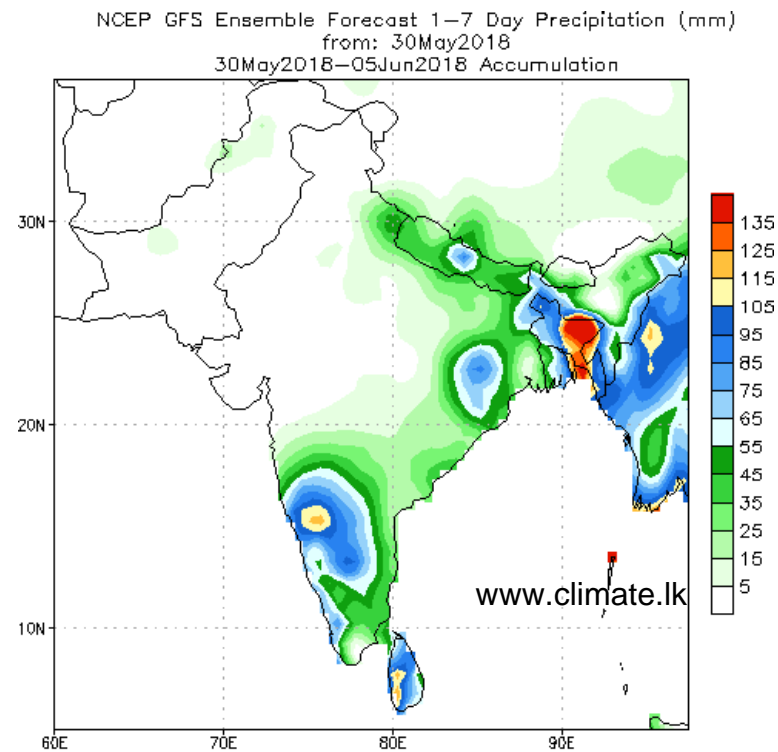 NCEP GFS Ensemble Forecast 1–7 Day Precipitation (mm)
from: 30May2018
30May2018–05Jun2018 Accumulation
30N
20N
10N
60E
70E
80E
90E
135
125
115
105
95
85
75
65
55
45
35
25
15
5
www.climate.lk